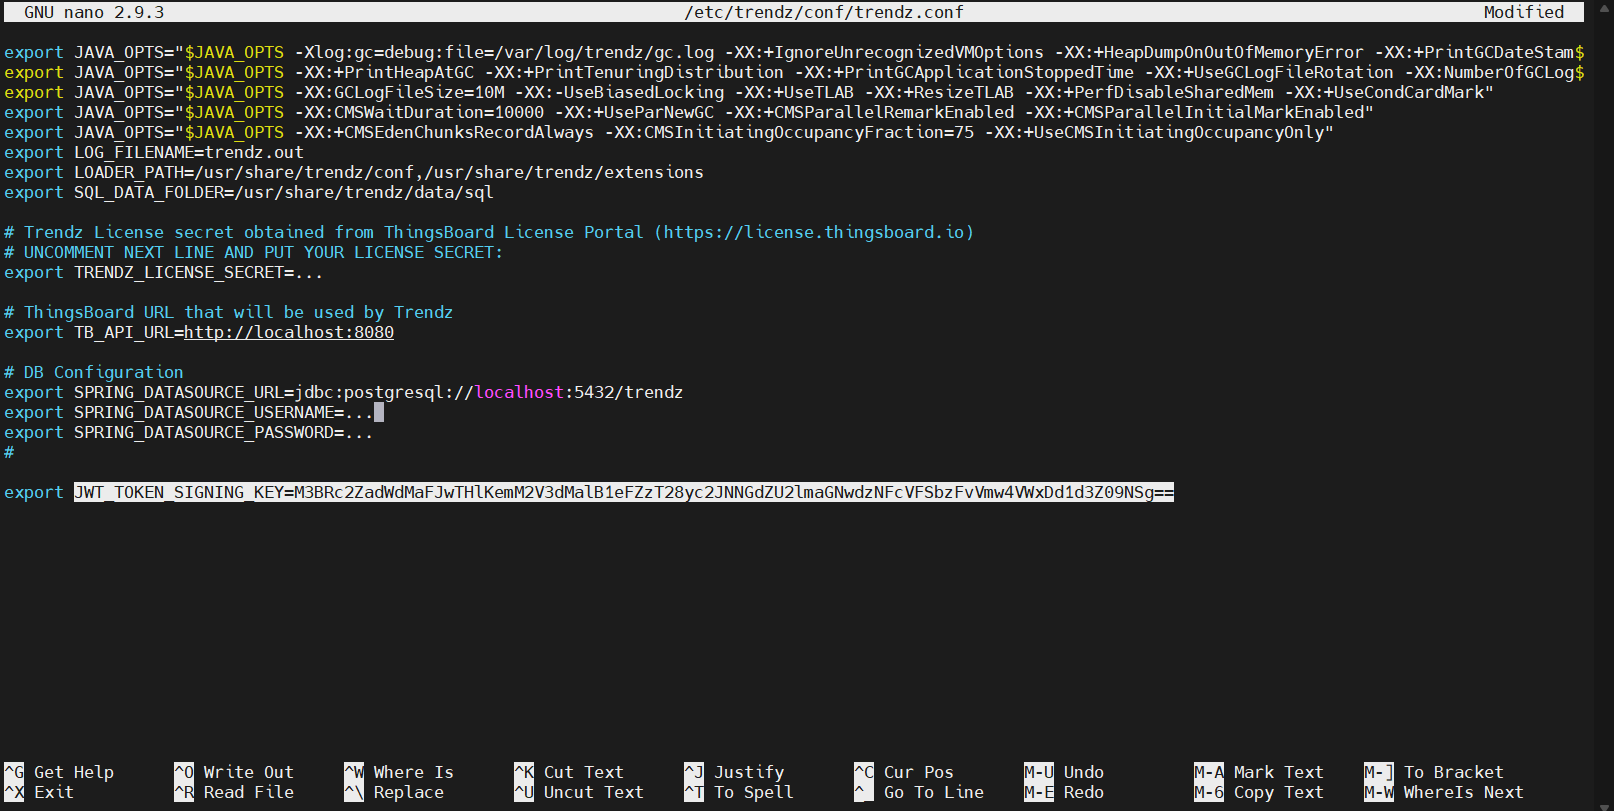 GNU nano 2.9.3 /etc/trendz/conf/trendz.conf Modified
export JAVA_OPTS="$JAVA_OPTS -Xlog:gc=debug:file=/var/log/trendz/gc.log -XX:+IgnoreUnrecognizedVMOptions -XX:+HeapDumpOnOutOfMemoryError -XX:+PrintGCDateStam$
export JAVA_OPTS="$JAVA_OPTS -XX:+PrintHeapAtGC -XX:+PrintTenuringDistribution -XX:+PrintGCApplicationStoppedTime -XX:+UseGCLogFileRotation -XX:NumberOfGCLog$
export JAVA_OPTS="$JAVA_OPTS -XX:GCLogFileSize=10M -XX:-UseBiasedLocking -XX:+UseTLAB -XX:+ResizeTLAB -XX:+PerfDisableSharedMem -XX:+UseCondCardMark"
export JAVA_OPTS="$JAVA_OPTS -XX:CMSWaitDuration=10000 -XX:+UseParNewGC -XX:+CMSParallelRemarkEnabled -XX:+CMSParallelInitialMarkEnabled"
export JAVA_OPTS="$JAVA_OPTS -XX:+CMSEdenChunksRecordAlways -XX:CMSInitiatingOccupancyFraction=75 -XX:+UseCMSInitiatingOccupancyOnly"
export LOG_FILENAME=trendz.out
export LOADER_PATH=/usr/share/trendz/conf,/usr/share/trendz/extensions
export SQL_DATA_FOLDER=/usr/share/trendz/data/sql
# Trendz License secret obtained from ThingsBoard License Portal (https://license.thingsboard.io)
# UNCOMMENT NEXT LINE AND PUT YOUR LICENSE SECRET:
export TRENDZ_LICENSE_SECRET=...
# ThingsBoard URL that will be used by Trendz
export TB_API_URL=http://localhost:8080
# DB Configuration
export SPRING_DATASOURCE_URL=jdbc:postgresql://localhost:5432/trendz
export SPRING_DATASOURCE_USERNAME=...
export SPRING_DATASOURCE_PASSWORD=...
#
export JWT_TOKEN_SIGNING_KEY=M3BRc2ZadWdMaFJwTHlKemM2V3dMalB1eFZzT28yc2JNNGdZU2lmaGNwdzNFcVFSbzFvVmw4VWxDd1d3Z09NSg==
^G Get Help ^O Write Out ^W Where Is ^K Cut Text ^J Justify ^C Cur Pos M-U Undo M-A Mark Text M-] To Bracket
^X Exit ^R Read File ^\ Replace ^U Uncut Text ^T To Spell ^_ Go To Line M-E Redo M-6 Copy Text M-W WhereIs Next